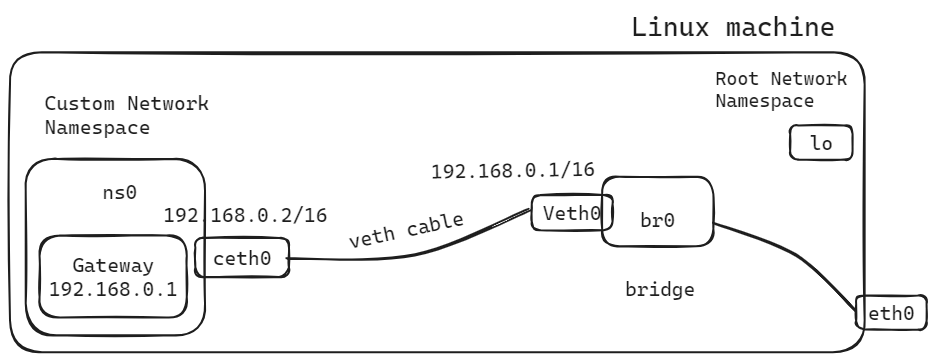 Linux machine
Root Network
Namespace
lo
Custom Network
Namespace
ns0
192.168.0.2/16
Gateway
192.168.0.1
ceth0
veth cable
192.168.0.1/16
Veth0
br0
bridge
eth0